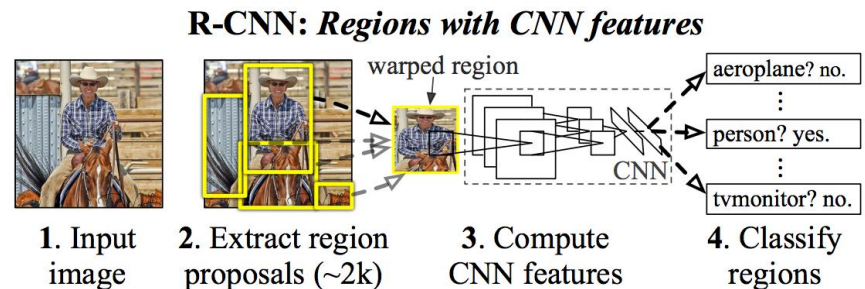 R-CNN: Regions with CNN features
warped region
aeroplane? no.
⋮
person? yes.
⋮
tvmonitor? no.
CNN
1. Input
image
2. Extract region
proposals (~2k)
3. Compute
CNN features
4. Classify
regions